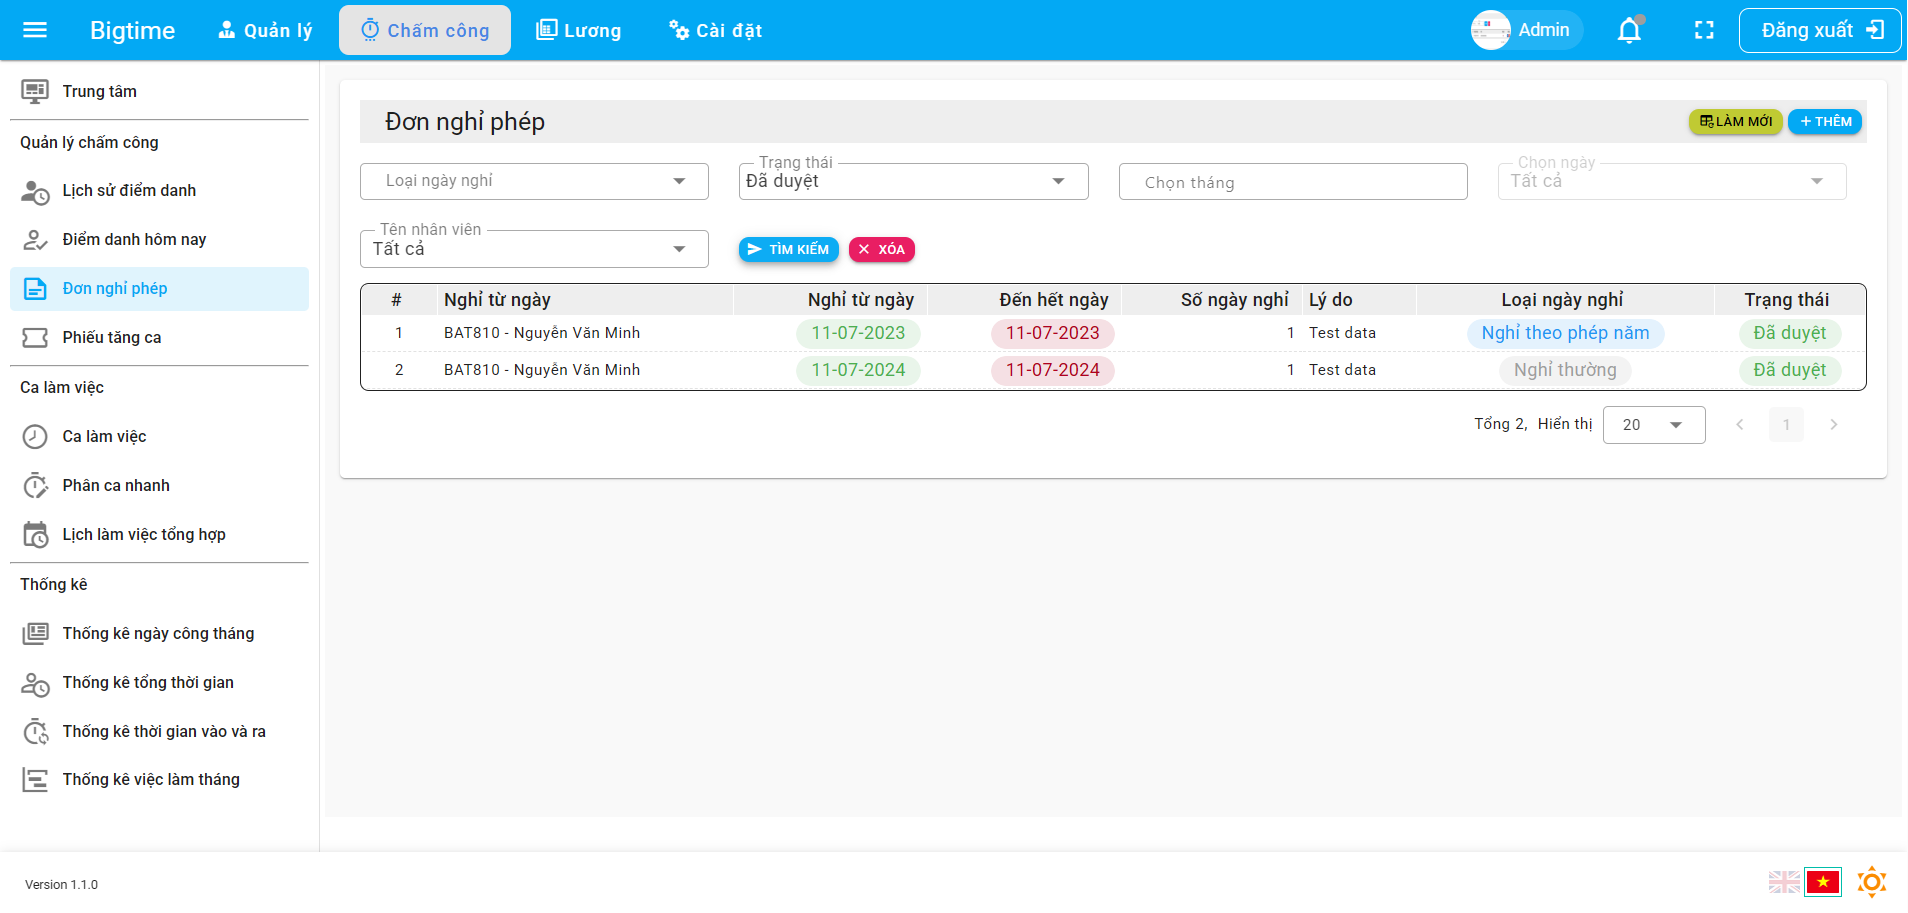 Bigtime Quản lý Chấm công Lương Cài đặt Admin Đăng xuất
Trung tâm
Quản lý chấm công
Lịch sử điểm danh
Điểm danh hôm nay
Đơn nghỉ phép
Phiếu tăng ca
Ca làm việc
Ca làm việc
Phân ca nhanh
Lịch làm việc tổng hợp
Thống kê
Thống kê ngày công tháng
Thống kê tổng thời gian
Thống kê thời gian vào và ra
Thống kê việc làm tháng
Đơn nghỉ phép LÀM MỚI THÊM
Loại ngày nghỉ
Trạng thái
Đã duyệt
Chọn tháng
Chọn ngày
Tất cả
Tên nhân viên
Tất cả
TÌM KIẾM XÓA
# Nghỉ từ ngày Nghỉ từ ngày Đến hết ngày Số ngày nghỉ Lý do Loại ngày nghỉ Trạng thái
1 BAT810 - Nguyễn Văn Minh 11-07-2023 11-07-2023 1 Test data Nghỉ theo phép năm Đã duyệt
2 BAT810 - Nguyễn Văn Minh 11-07-2024 11-07-2024 1 Test data Nghỉ thường Đã duyệt
Tổng 2, Hiển thị 20 1
Version 1.1.0